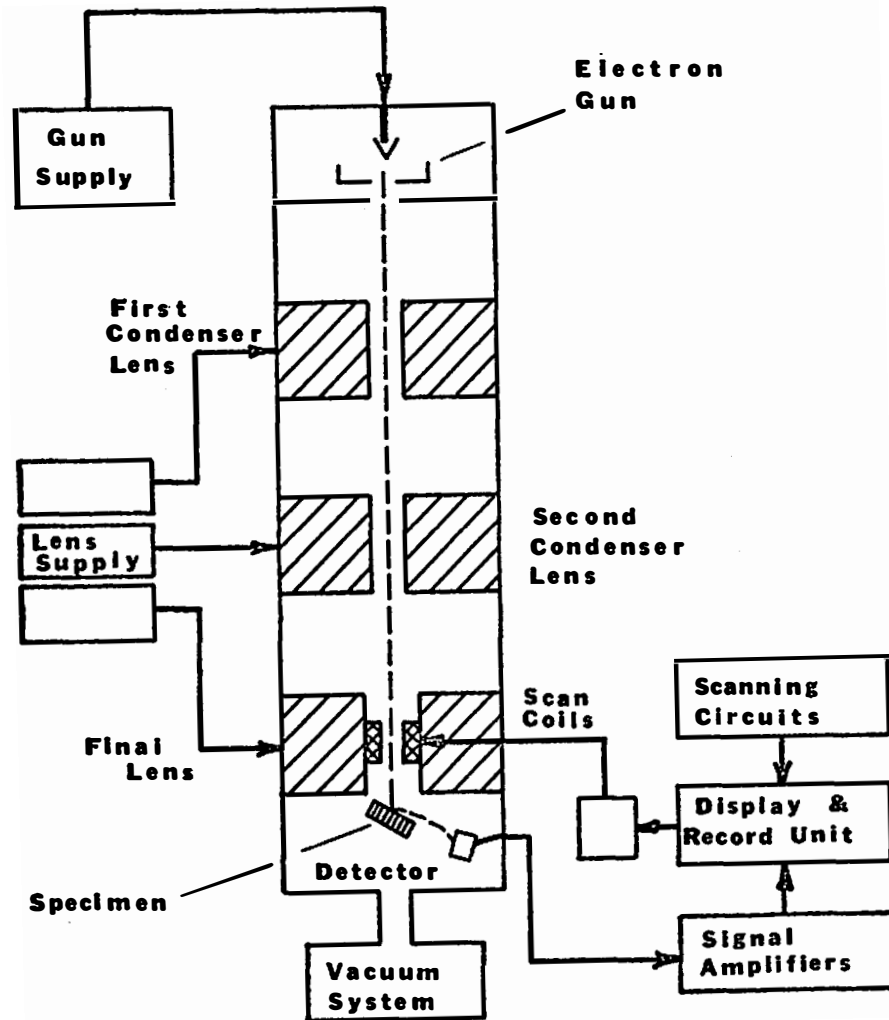 Electron
Gun
Gun
Supply
First
Condenser
Lens
Lens
Supply
Second
Condenser
Lens
Scan
Coils
Scanning
Circuits
Final
Lens
Display &
Record Unit
Detector
Specimen
Signal
Amplifiers
Vacuum
System